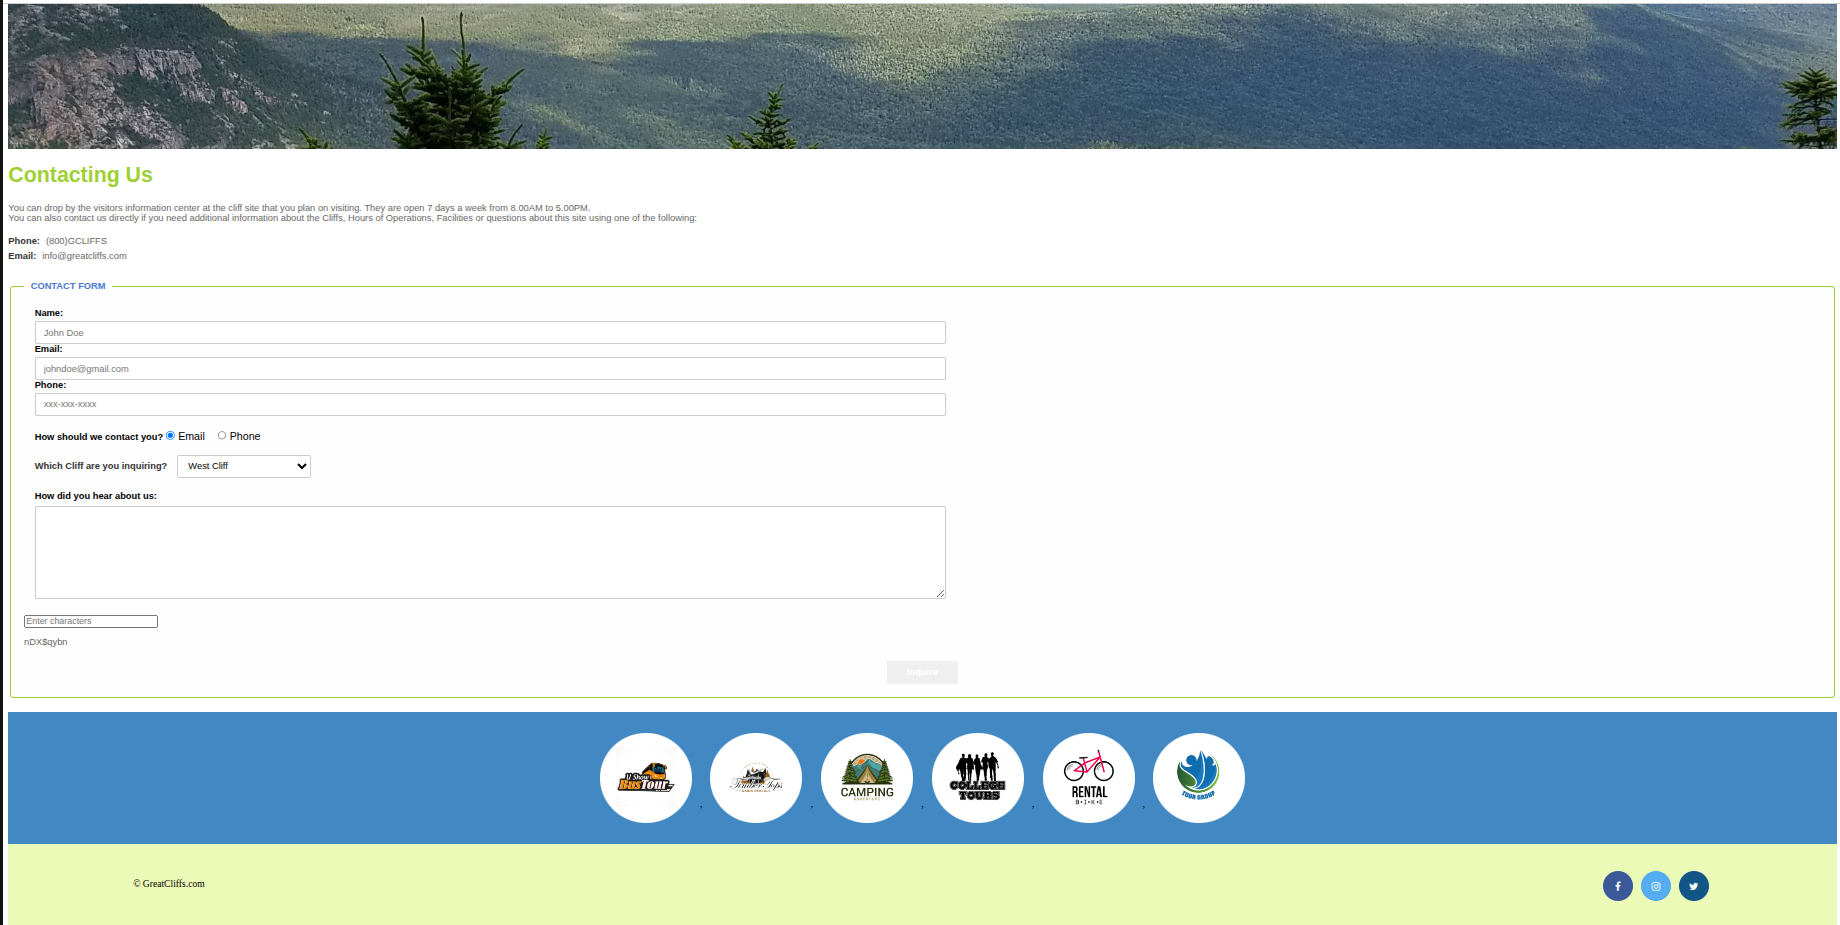 Contacting Us
You can drop by the visitors information center at the cliff site that you plan on visiting. They are open 7 days a week from 8.00AM to 5.00PM.
You can also contact us directly if you need additional information about the Cliffs, Hours of Operations, Facilities or questions about this site using one of the following:
Phone: (800)GCLIFFS
Email: info@greatcliffs.com
CONTACT FORM
Name:
John Doe
Email:
johndoe@gmail.com
Phone:
xxx-xxx-xxxx
How should we contact you? Email Phone
Which Cliff are you inquiring? West Cliff
How did you hear about us:
Enter characters
nDX$qybn
Inquire
U Show
Bus Tour
,
Timber Tops
CABIN RENTALS
,
CAMPING
ADVENTURE
,
COLLEGE
TOURS
,
RENTAL
B•I•K•E
,
TOUR GROUP
© GreatCliffs.com